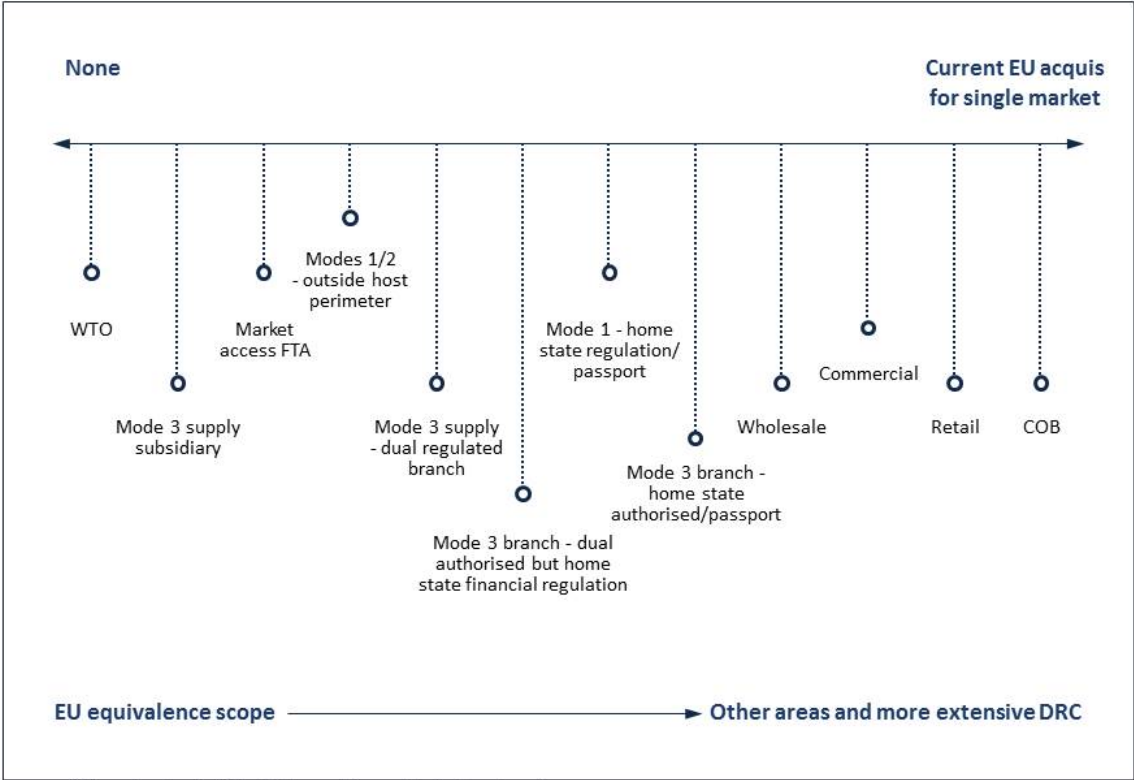 None
Current EU acquis
for single market
WTO
Mode 3 supply
subsidiary
Market
access FTA
Modes 1/2
- outside host
perimeter
Mode 3 supply
- dual regulated
branch
Mode 3 branch - dual
authorised but home
state financial regulation
Mode 1 - home
state regulation/
passport
Mode 3 branch -
home state
authorised/passport
Wholesale
Commercial
Retail
COB
EU equivalence scope
Other areas and more extensive DRC